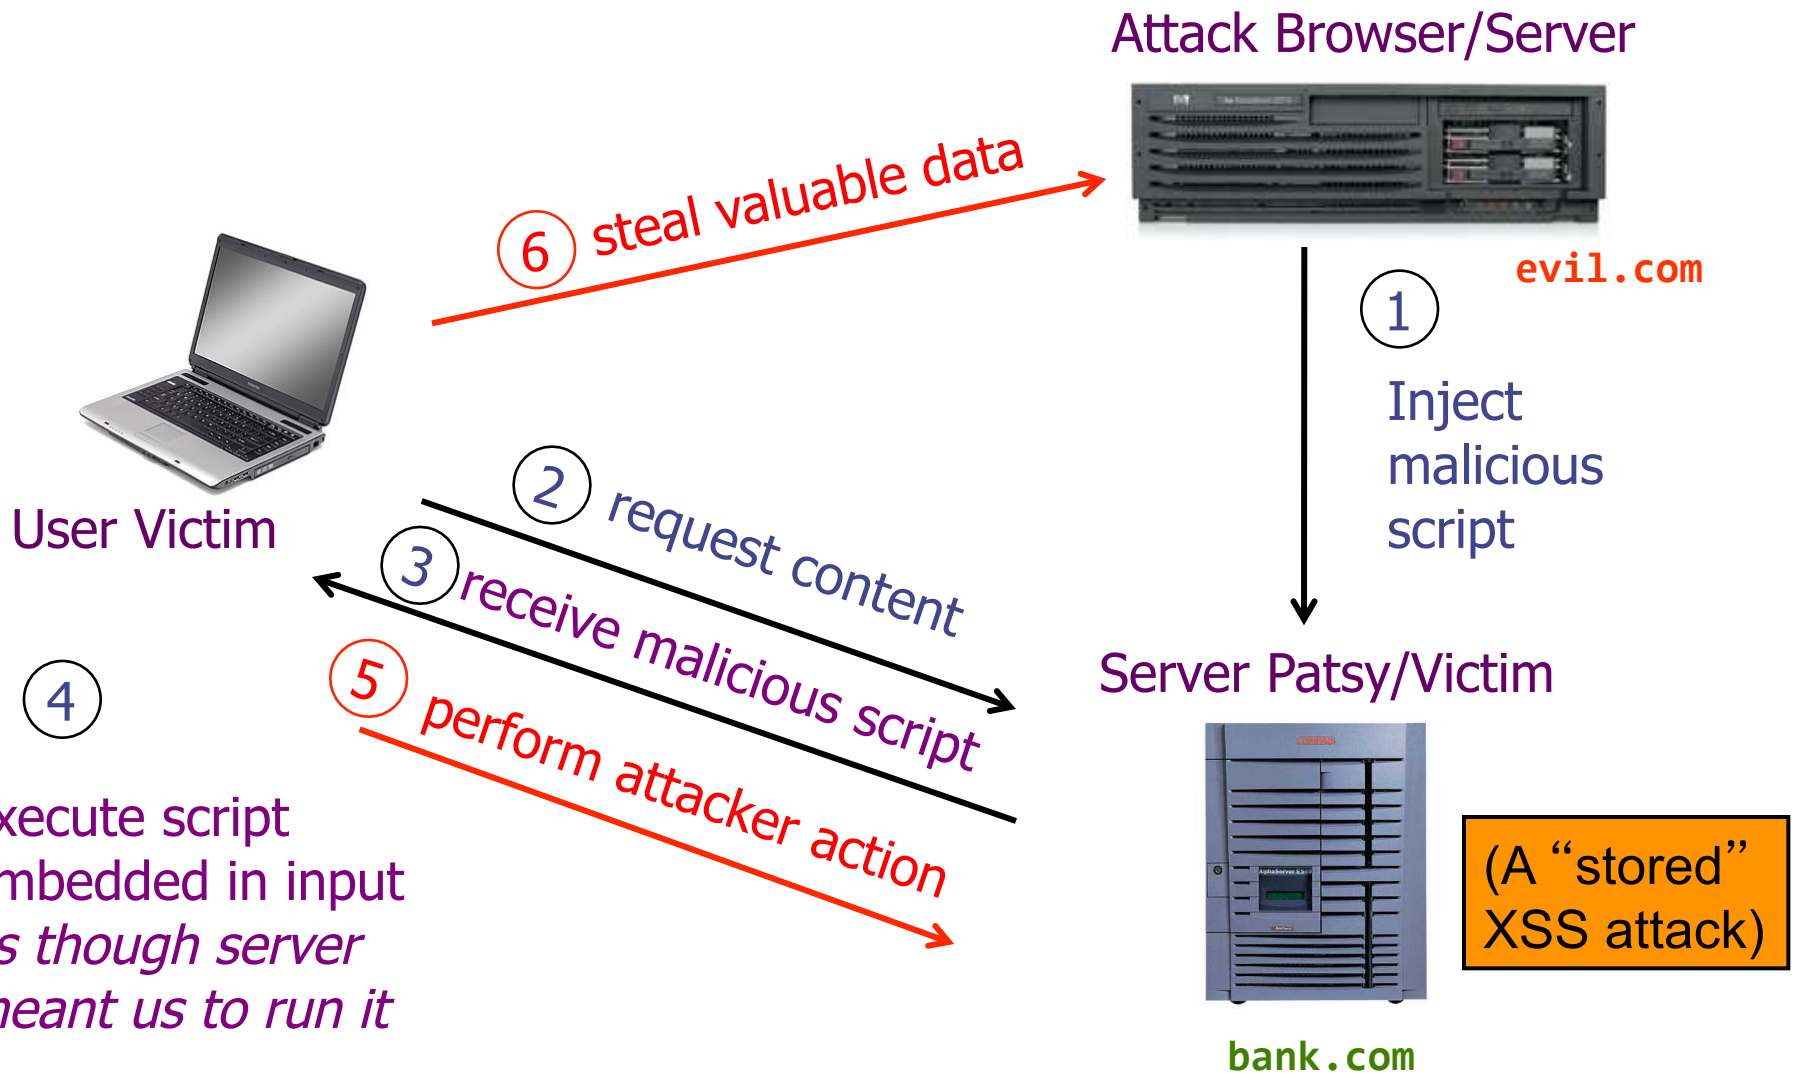 Attack Browser/Server
evil.com
6 steal valuable data
1
Inject
malicious
script
User Victim
2 request content
3 receive malicious script
5 perform attacker action
4
xecute script
mbedded in input
s though server
neant us to run it
Server Patsy/Victim
AlphaServer ES40
(A “stored”
XSS attack)
bank.com